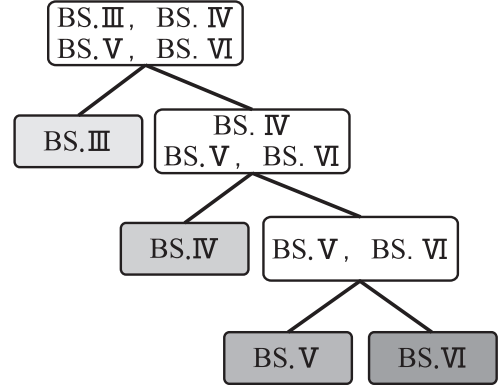 BS.Ⅲ, BS. Ⅳ
BS.Ⅴ, BS. Ⅵ
BS.Ⅲ
BS. Ⅳ
BS.Ⅴ, BS. Ⅵ
BS.Ⅳ
BS.Ⅴ, BS. Ⅵ
BS.Ⅴ
BS.Ⅵ